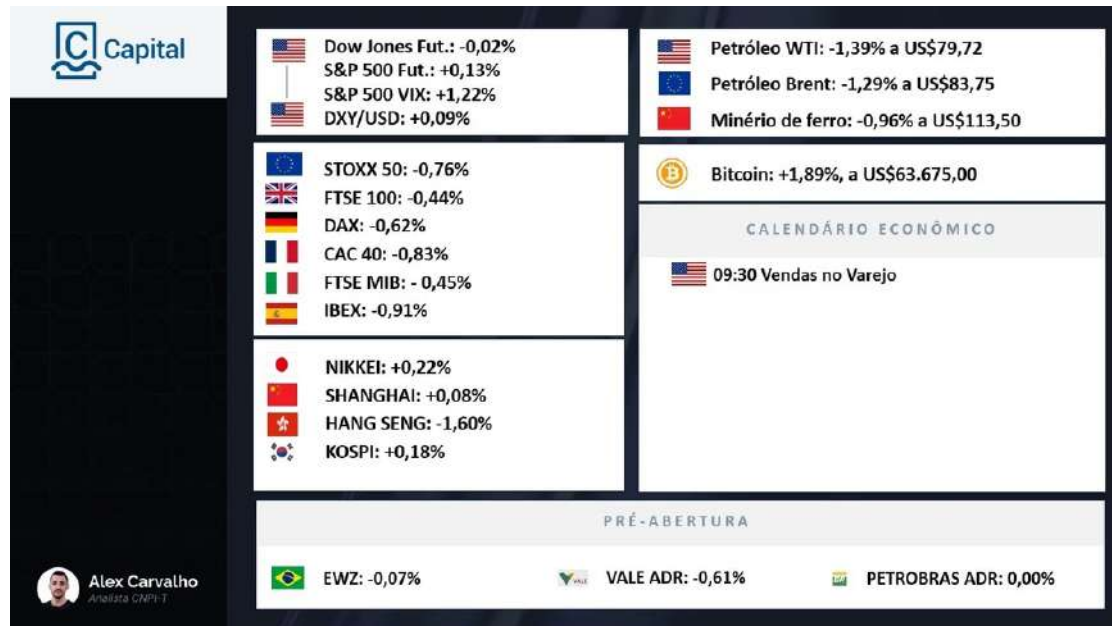 Capital
Dow Jones Fut.: -0,02%
S&P 500 Fut.: +0,13%
S&P 500 VIX: +1,22%
DXY/USD: +0,09%
STOXX 50: -0,76%
FTSE 100: -0,44%
DAX: -0,62%
CAC 40: -0,83%
FTSE MIB: - 0,45%
IBEX: -0,91%
NIKKEI: +0,22%
SHANGHAI: +0,08%
HANG SENG: -1,60%
KOSPI: +0,18%
Petróleo WTI: -1,39% a US$79,72
Petróleo Brent: -1,29% a US$83,75
Minério de ferro: -0,96% a US$113,50
Bitcoin: +1,89%, a US$63.675,00
CALENDÁRIO ECONÔMICO
09:30 Vendas no Varejo
PRÉ-ABERTURA
EWZ: -0,07%
VALE
VALE ADR: -0,61%
PETROBRAS ADR: 0,00%
Alex Carvalho
Analista CNPI-T